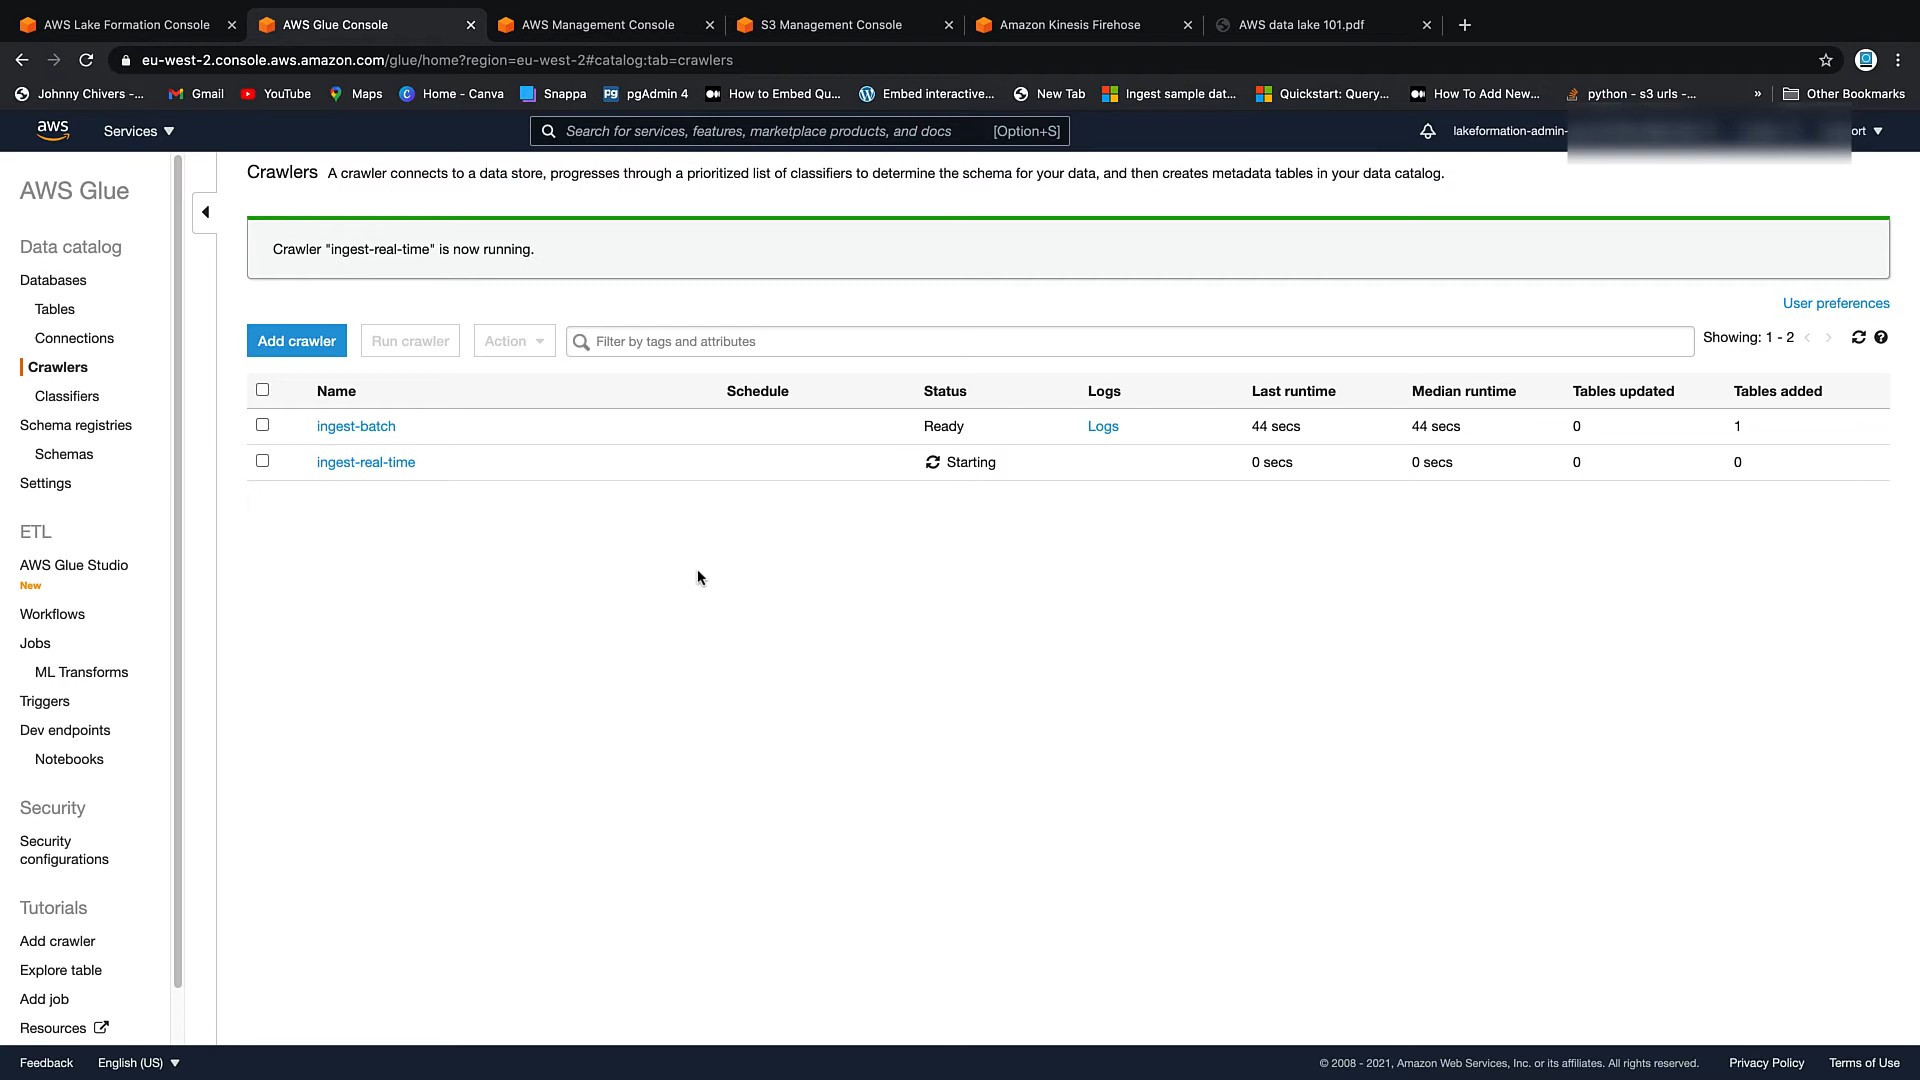 AWS Lake Formation Console
AWS Glue Console
AWS Management Console
S3 Management Console
Amazon Kinesis Firehose
AWS data lake 101.pdf
eu-west-2.console.aws.amazon.com/glue/home?region=eu-west-2#catalog:tab=crawlers
Johnny Chivers -...
Gmail
YouTube
Maps
Home - Canva
Snappa
pgAdmin 4
How to Embed Qu...
Embed interactive...
New Tab
Ingest sample dat...
Quickstart: Query...
How To Add New...
python - s3 urls -...
»
Other Bookmarks
aws
Services
Search for services, features, marketplace products, and docs [Option+S]
lakeformation-admin-
ort
AWS Glue
Data catalog
Databases
Tables
Connections
Crawlers
Classifiers
Schema registries
Schemas
Settings
ETL
AWS Glue Studio
New
Workflows
Jobs
ML Transforms
Triggers
Dev endpoints
Notebooks
Security
Security
configurations
Tutorials
Add crawler
Explore table
Add job
Resources
Crawlers A crawler connects to a data store, progresses through a prioritized list of classifiers to determine the schema for your data, and then creates metadata tables in your data catalog.
Crawler "ingest-real-time" is now running.
User preferences
Add crawler
Run crawler
Action
Filter by tags and attributes
Showing: 1 - 2
Name Schedule Status Logs Last runtime Median runtime Tables updated Tables added
ingest-batch Ready Logs 44 secs 44 secs 0 1
ingest-real-time Starting 0 secs 0 secs 0 0
Feedback
English (US)
© 2008 - 2021, Amazon Web Services, Inc. or its affiliates. All rights reserved.
Privacy Policy
Terms of Use